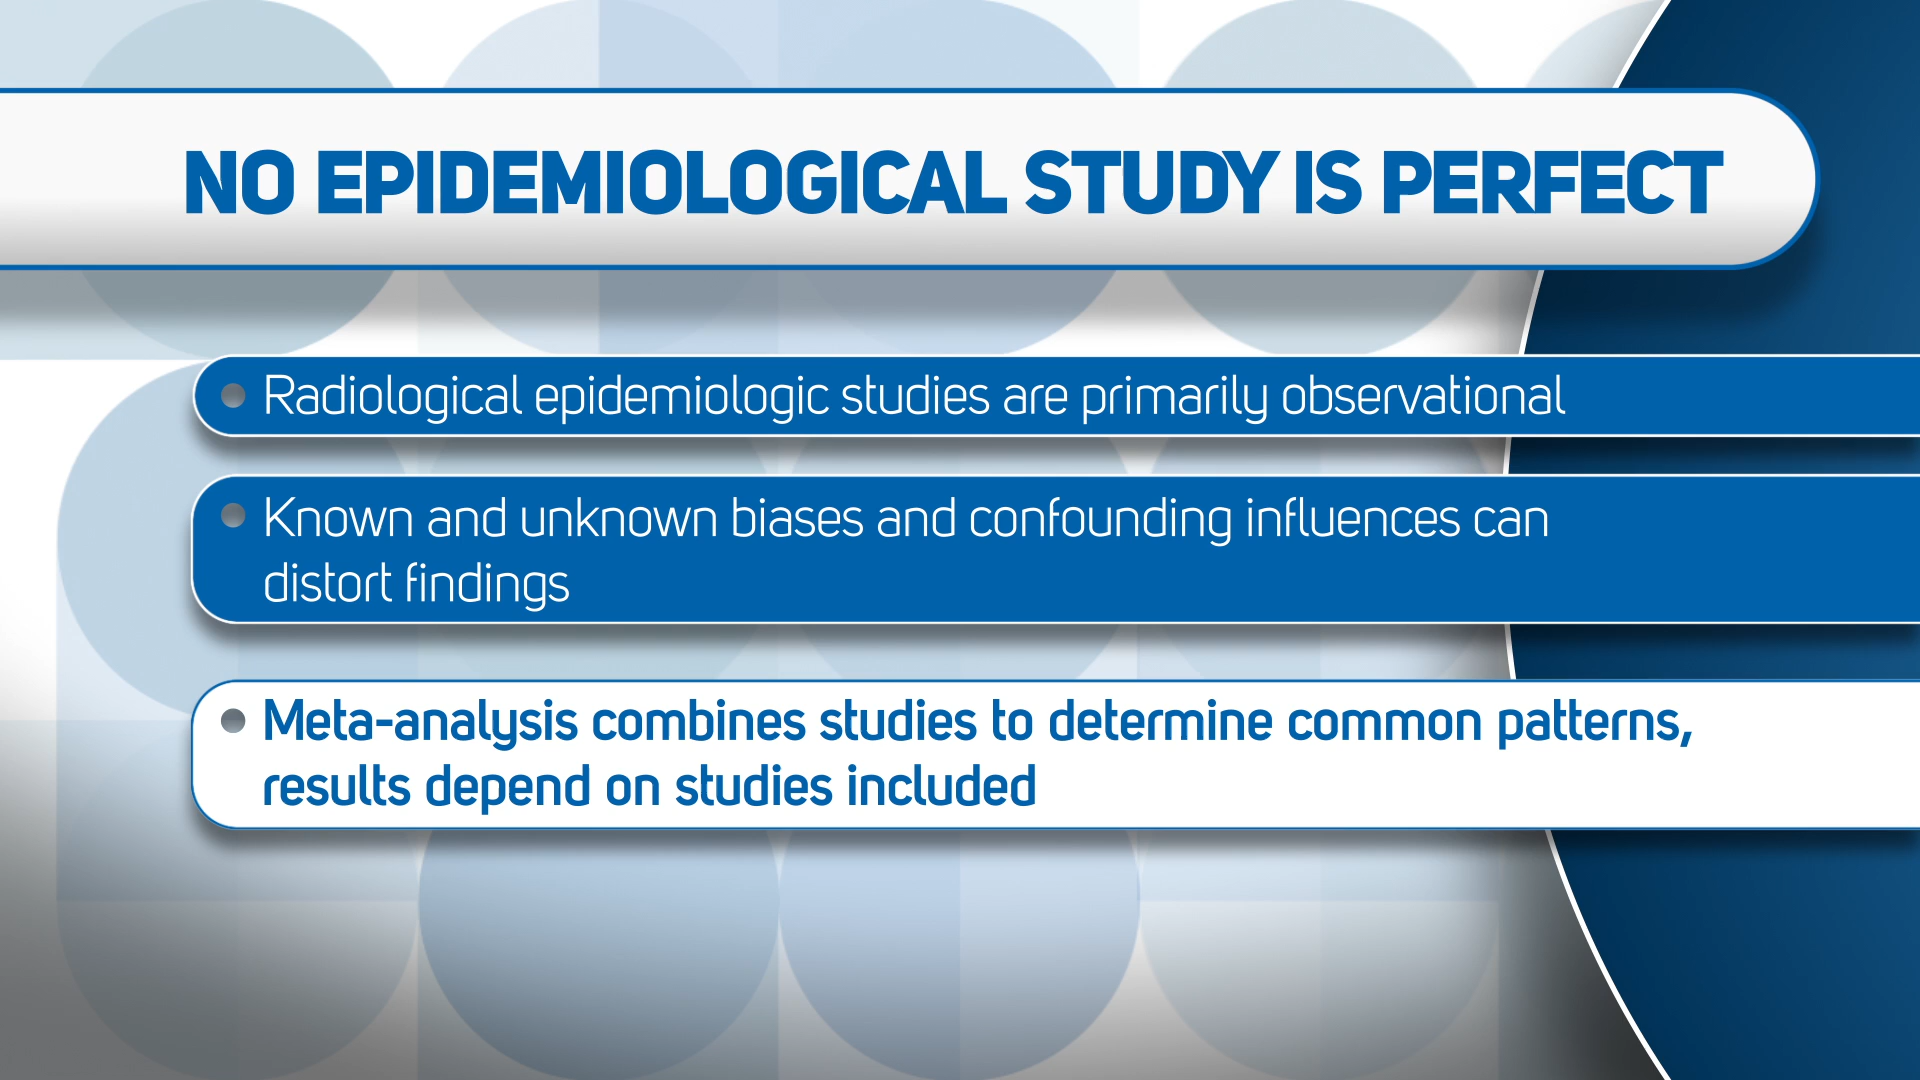 NO EPIDEMIOLOGICAL STUDY IS PERFECT
• Radiological epidemiologic studies are primarily observational
• Known and unknown biases and confounding influences can
distort findings
• Meta-analysis combines studies to determine common patterns,
results depend on studies included